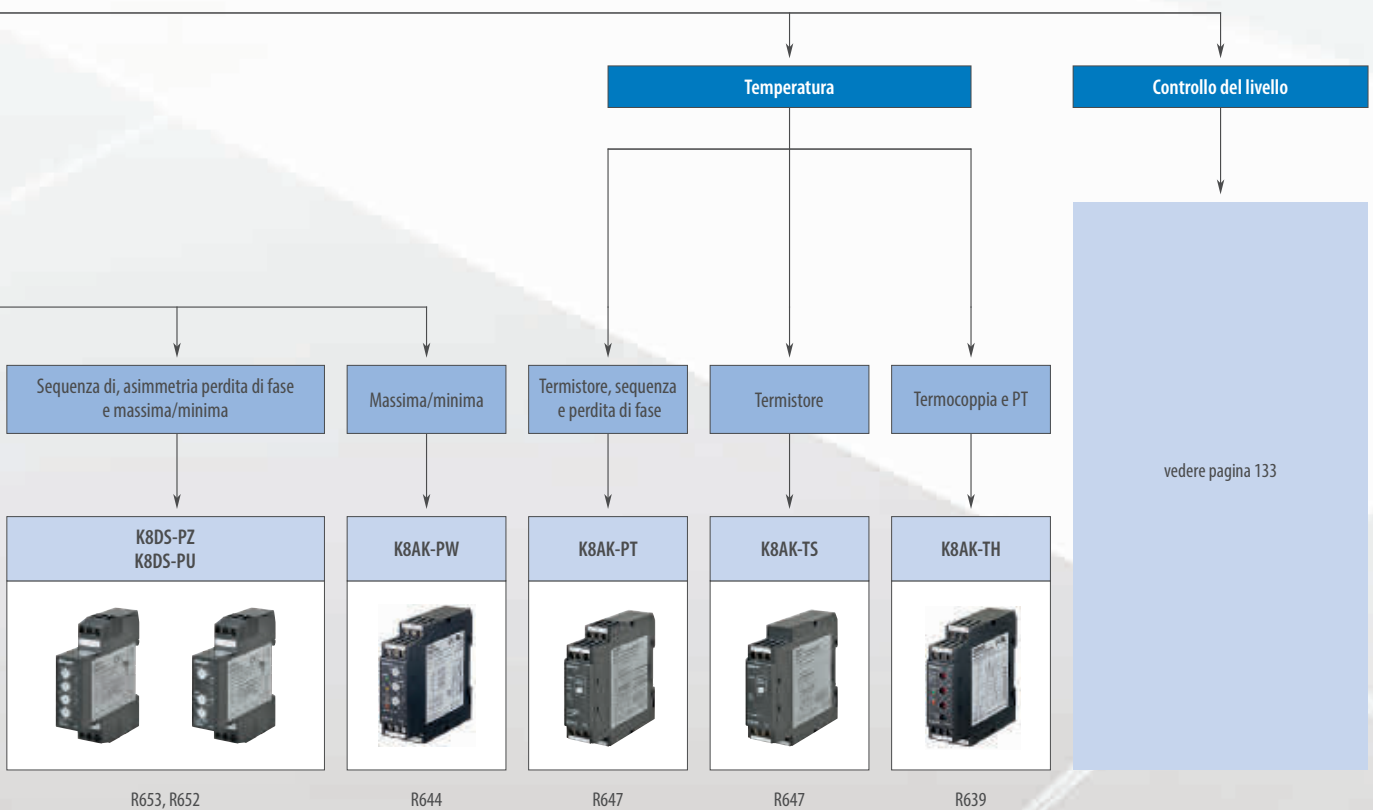 Temperatura
Controllo del livello
Sequenza di, asimmetria perdita di fase
e massima/minima
Massima/minima
Termistore, sequenza
e perdita di fase
Termistore
Termocoppia e PT
vedere pagina 133
K8DS-PZ
K8DS-PU
K8AK-PW
K8AK-PT
K8AK-TS
K8AK-TH
R653, R652
R644
R647
R647
R639